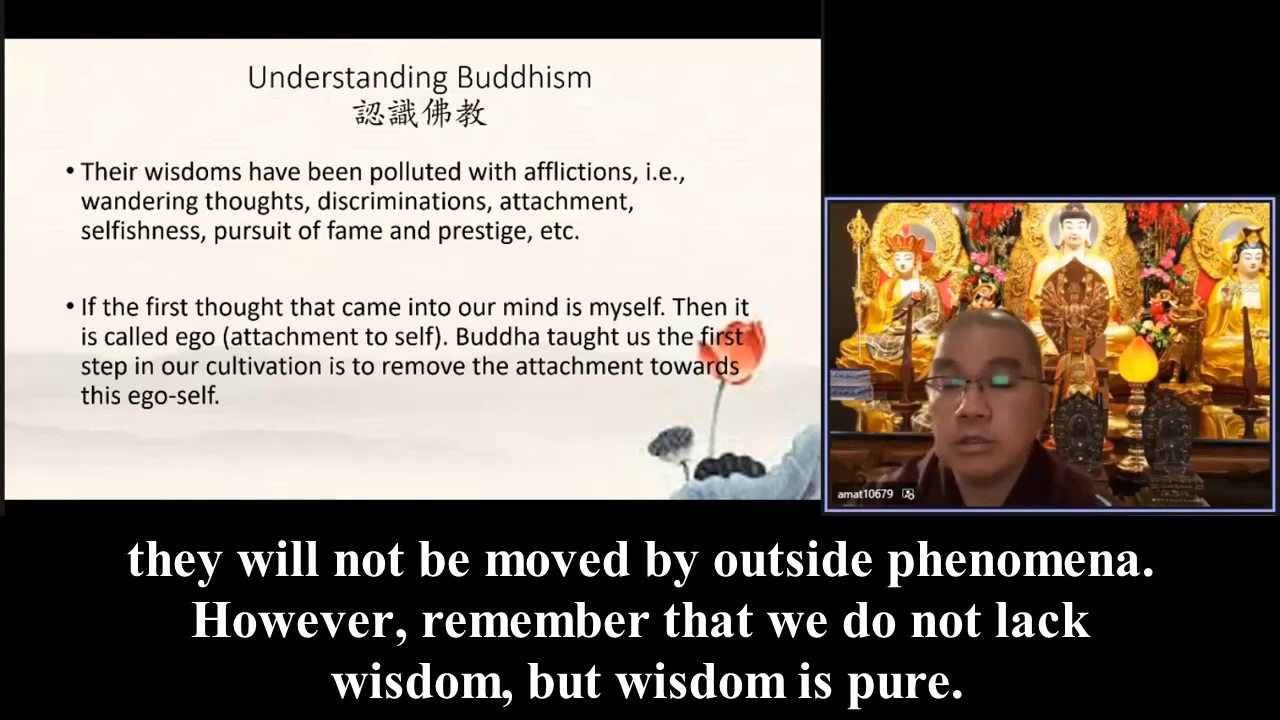 Understanding Buddhism
認識佛教
• Their wisdoms have been polluted with afflictions, i.e.,
wandering thoughts, discriminations, attachment,
selfishness, pursuit of fame and prestige, etc.
• If the first thought that came into our mind is myself. Then it
is called ego (attachment to self). Buddha taught us the first
step in our cultivation is to remove the attachment towards
this ego-self.
amat10679
they will not be moved by outside phenomena.
However, remember that we do not lack
wisdom, but wisdom is pure.